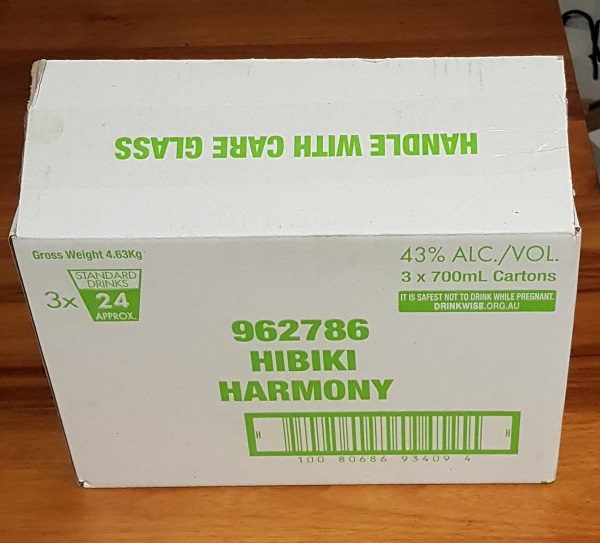 HANDLE WITH CARE GLASS
Gross Weight 4.63Kg
3x
STANDARD
DRINKS
24
APPROX.
43% ALC./VOL.
3 x 700mL Cartons
IT IS SAFEST NOT TO DRINK WHILE PREGNANT.
DRINKWISE.ORG.AU
962786
HIBIKI
HARMONY
H H
100 80686 93409 4